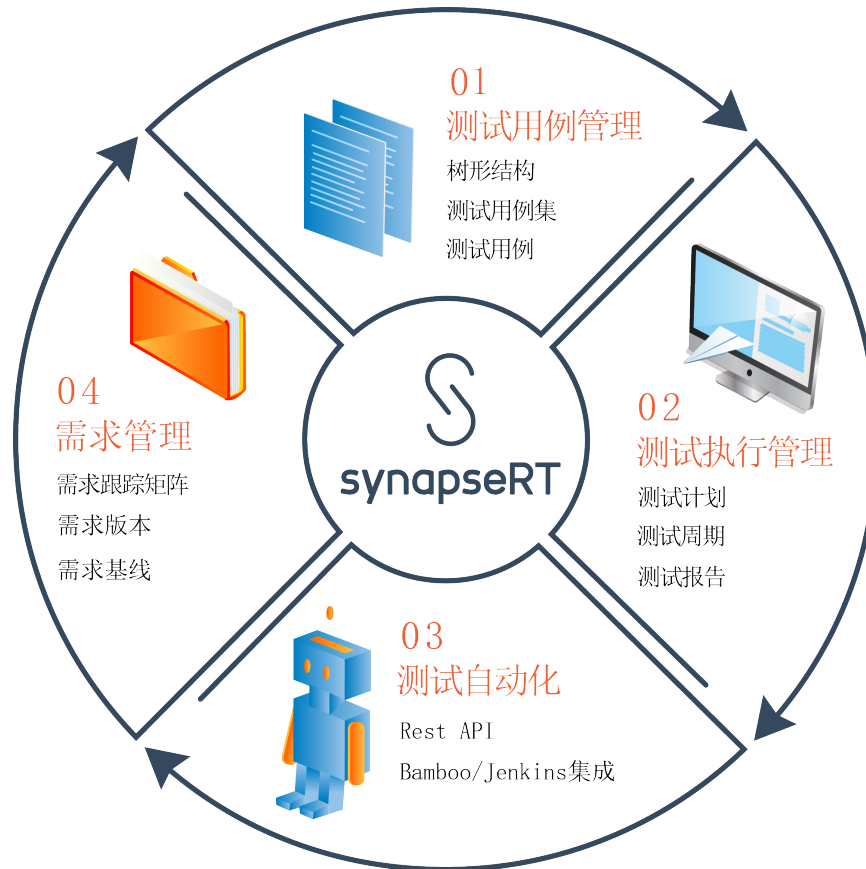 01
测试用例管理
树形结构
测试用例集
测试用例
02
测试执行管理
测试计划
测试周期
测试报告
03
测试自动化
Rest API
Bamboo/Jenkins集成
04
需求管理
需求跟踪矩阵
需求版本
需求基线
synapseRT